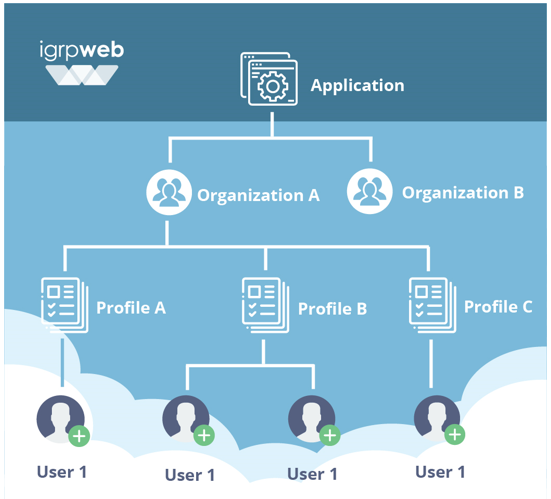 igrpweb
Application
Organization A
Organization B
Profile A
Profile B
Profile C
User 1
User 1
User 1
User 1